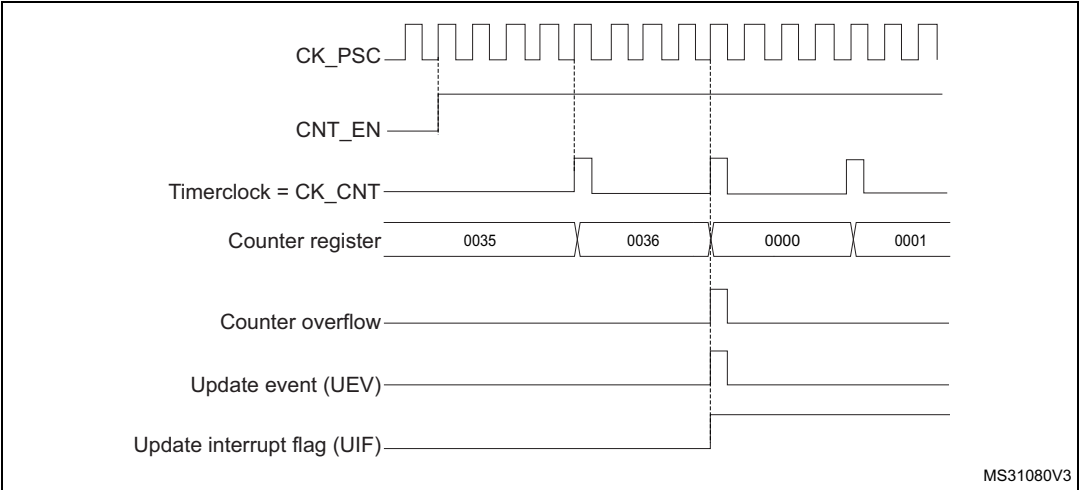 CK_PSC
CNT_EN
Timerclock = CK_CNT
Counter register 0035 0036 0000 0001
Counter overflow
Update event (UEV)
Update interrupt flag (UIF)
MS31080V3